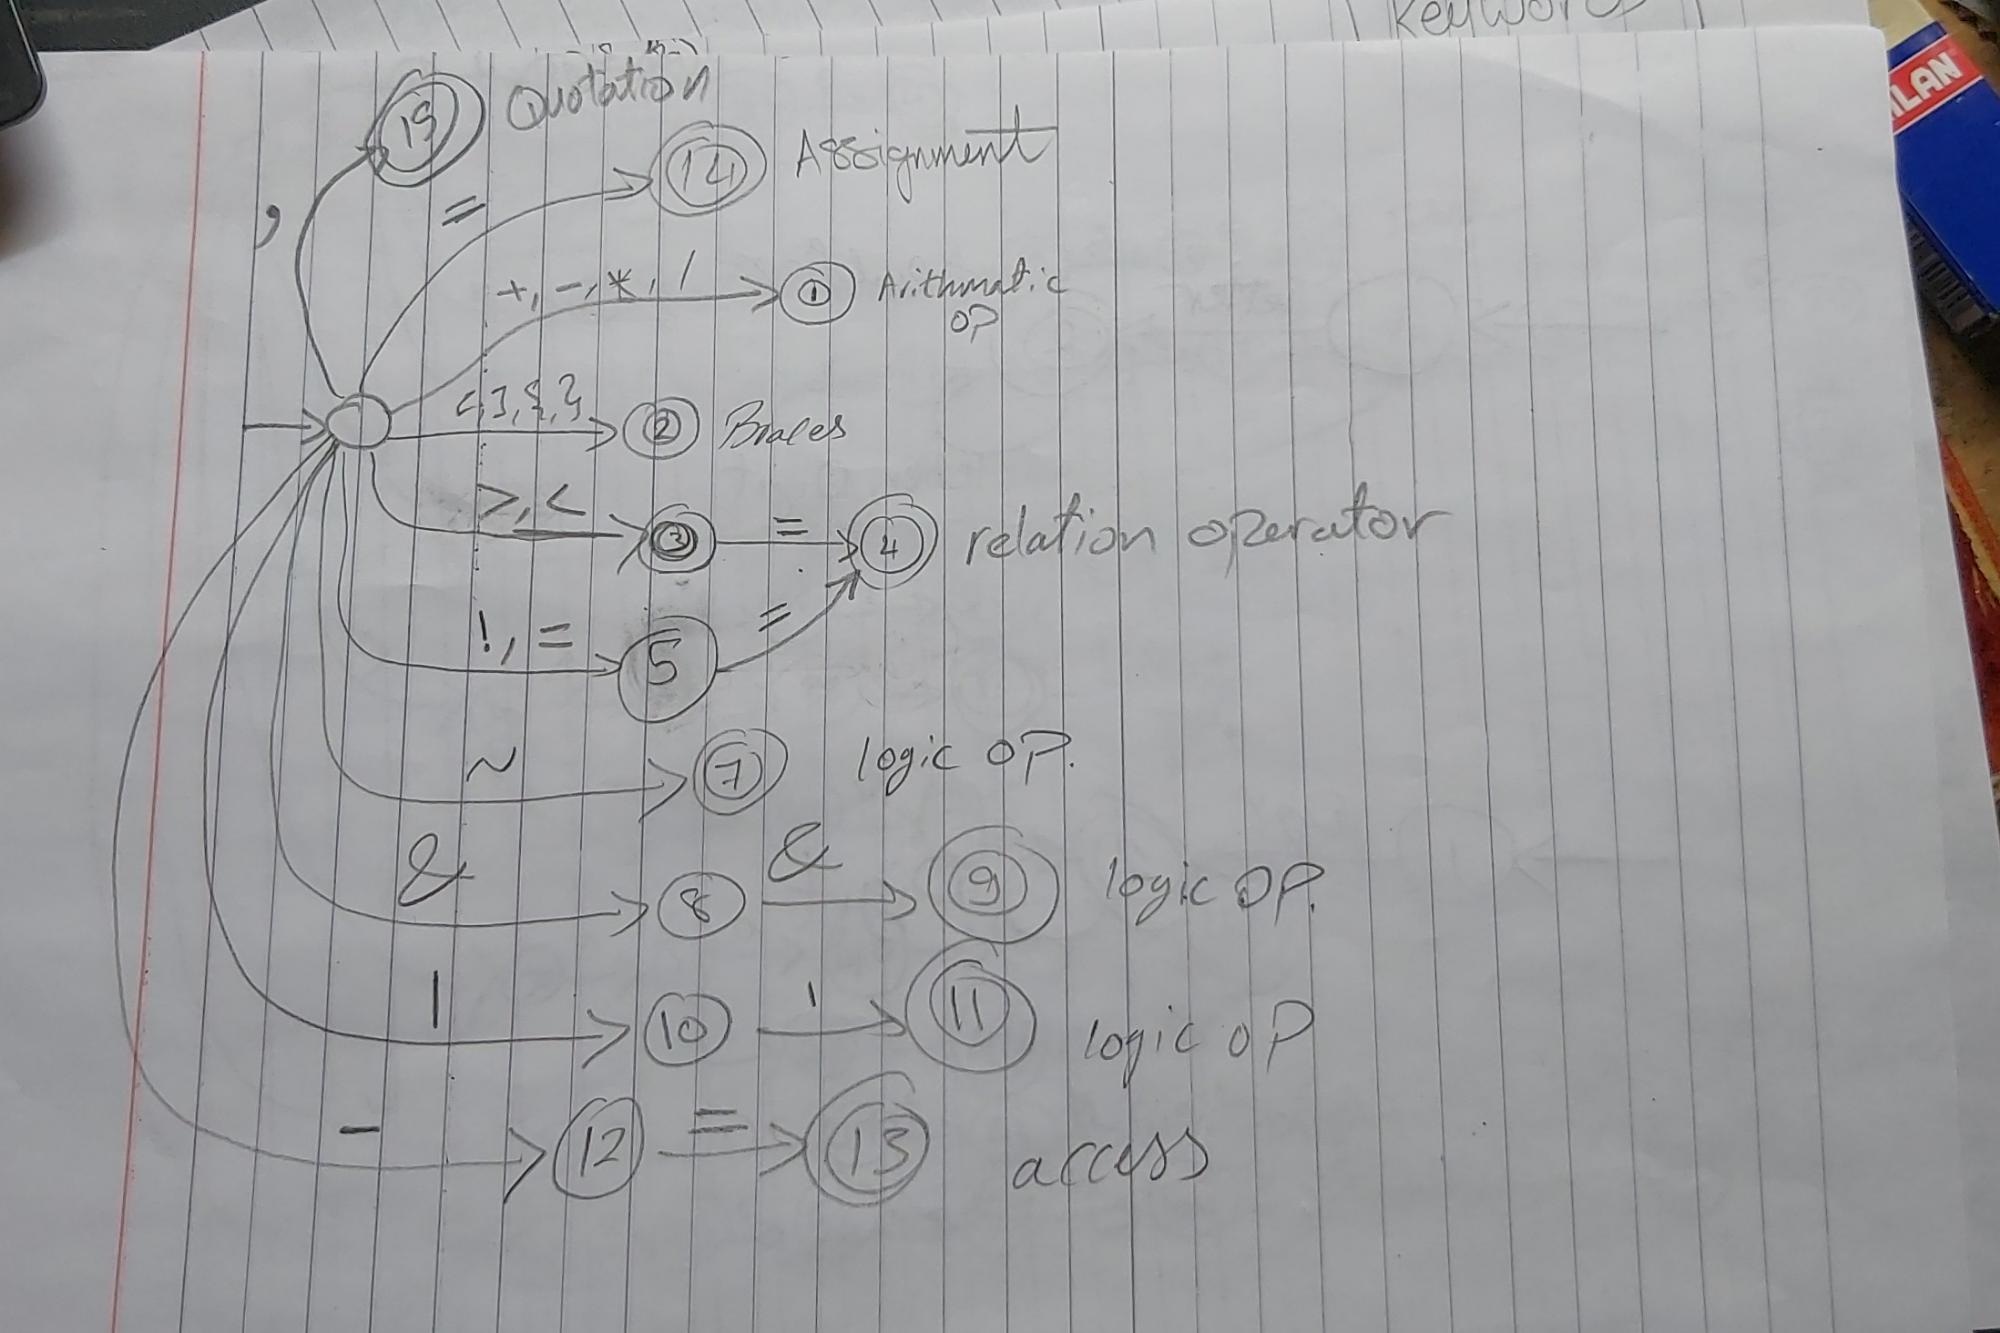 Keyword
LAN
15 Quotation
,
= 14 Assignment
+, -, *, / 1 Arithmatic
OP
2 Braces
>, < 3 = 4 relation operator
!, = 5 =
~ 7 logic OP.
& 8 & 9 logic OP.
| 10 | 11 logic OP
- 12 = 13 access